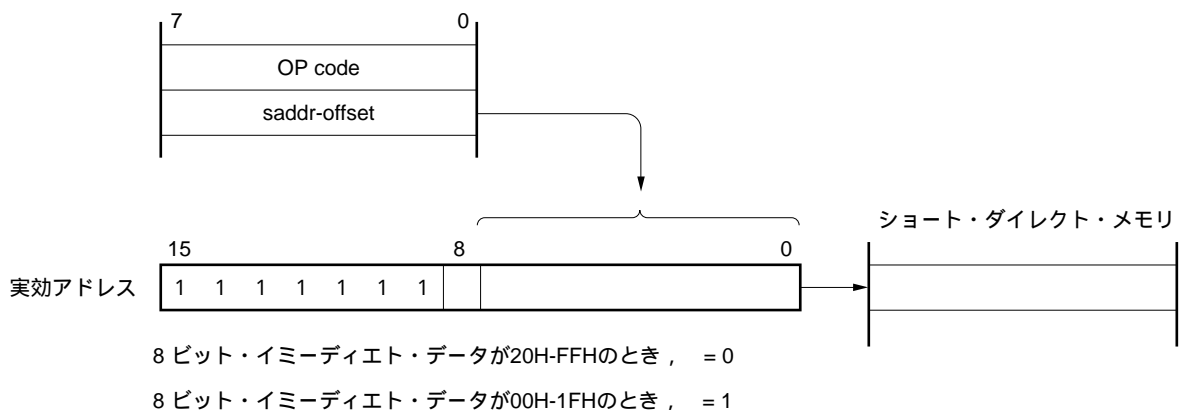 7 0
OP code
saddr-offset
ショート・ダイレクト・メモリ
15 8 0
実効アドレス 1 1 1 1 1 1 1
8 ビット・イミーディエト・データが20H-FFHのとき， = 0
8 ビット・イミーディエト・データが00H-1FHのとき， = 1